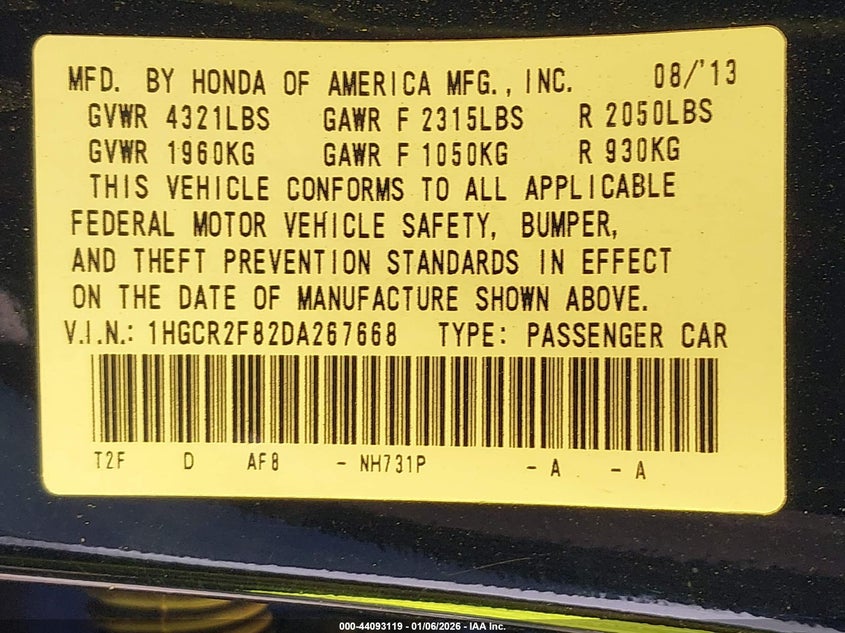 MFD. BY HONDA OF AMERICA MFG., INC. 08/'13
GVWR 4321LBS GAWR F 2315LBS R 2050LBS
GVWR 1960KG GAWR F 1050KG R 930KG
THIS VEHICLE CONFORMS TO ALL APPLICABLE
FEDERAL MOTOR VEHICLE SAFETY, BUMPER,
AND THEFT PREVENTION STANDARDS IN EFFECT
ON THE DATE OF MANUFACTURE SHOWN ABOVE.
V.I.N.: 1HGCR2F82DA267668 TYPE: PASSENGER CAR
T2F D AF8 - NH731P - A - A
000-44093119 - 01/06/2026 - IAA Inc.